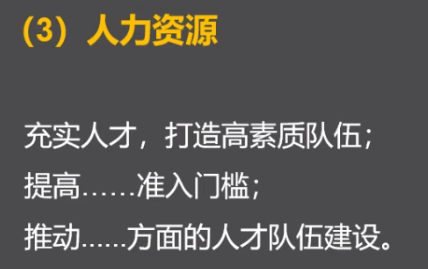 （3）人力资源
充实人才，打造高素质队伍；
提高……准入门槛；
推动......方面的人才队伍建设。